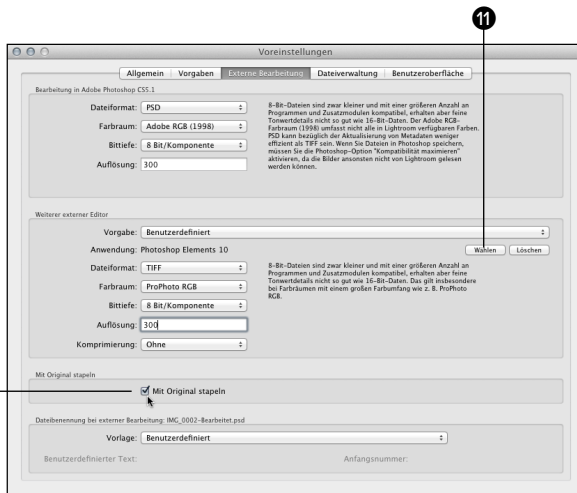 11
Voreinstellungen
Allgemein Vorgaben Externe Bearbeitung Dateiverwaltung Benutzeroberfläche
Bearbeitung in Adobe Photoshop CS5.1
Dateiformat: PSD
Farbraum: Adobe RGB (1998)
Bittiefe: 8 Bit/Komponente
Auflösung: 300
8-Bit-Dateien sind zwar kleiner und mit einer größeren Anzahl an
Programmen und Zusatzmodulen kompatibel, erhalten aber feine
Tonwertdetails nicht so gut wie 16-Bit-Daten. Der Adobe RGB-
Farbraum (1998) umfasst nicht alle in Lightroom verfügbaren Farben.
PSD kann bezüglich der Aktualisierung von Metadaten weniger
effizient als TIFF sein. Wenn Sie Dateien in Photoshop speichern,
müssen Sie die Photoshop-Option "Kompatibilität maximieren"
aktivieren, da die Bilder ansonsten nicht von Lightroom gelesen
werden können.
Weiterer externer Editor
Vorgabe: Benutzerdefiniert
Anwendung: Photoshop Elements 10
Wählen Löschen
Dateiformat: TIFF
Farbraum: ProPhoto RGB
Bittiefe: 8 Bit/Komponente
Auflösung: 300
Komprimierung: Ohne
8-Bit-Dateien sind zwar kleiner und mit einer größeren Anzahl an
Programmen und Zusatzmodulen kompatibel, erhalten aber feine
Tonwertdetails nicht so gut wie 16-Bit-Daten. Das gilt insbesondere
bei Farbräumen mit einem großen Farbumfang wie z. B. ProPhoto
RGB.
Mit Original stapeln
Mit Original stapeln
Dateibenennung bei externer Bearbeitung: IMG_0002-Bearbeitet.psd
Vorlage: Benutzerdefiniert
Benutzerdefinierter Text: Anfangsnummer: